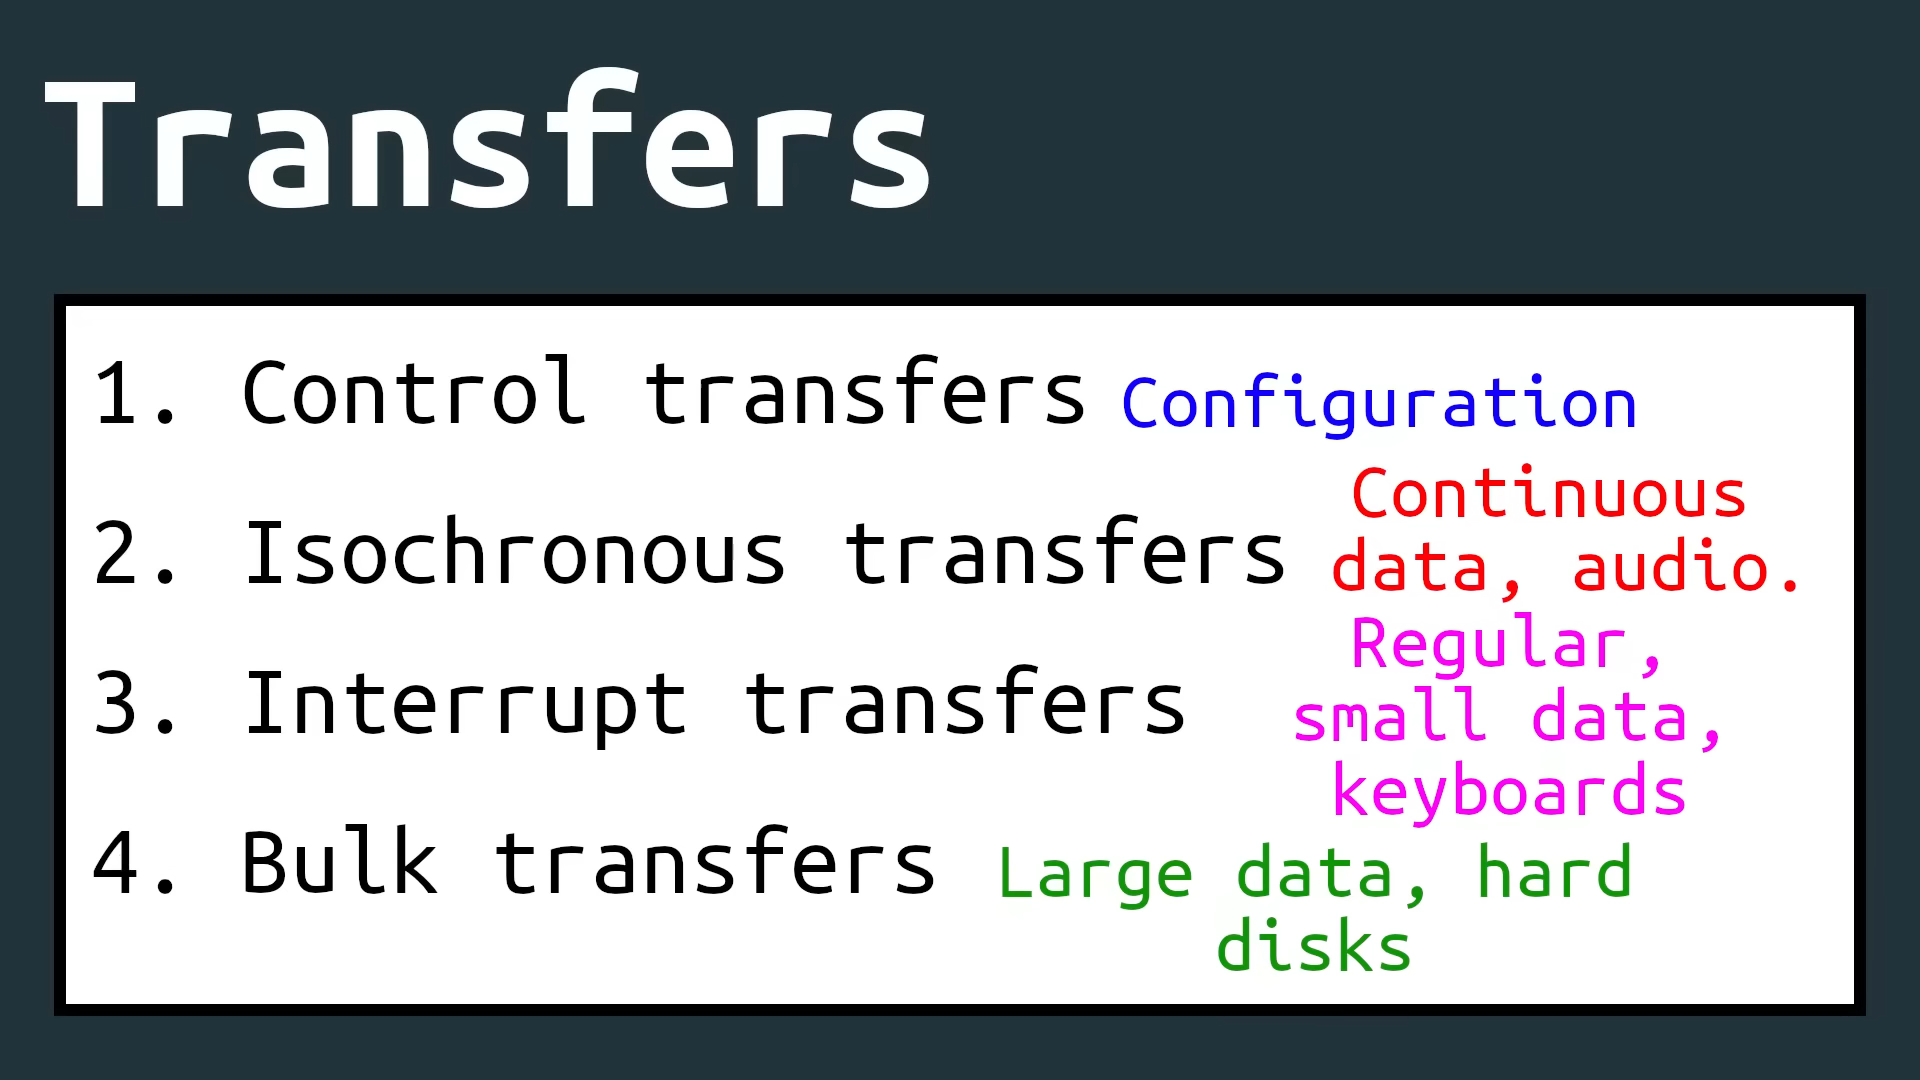 Transfers
1. Control transfers Configuration
2. Isochronous transfers
Continuous
data, audio.
3. Interrupt transfers
Regular,
small data,
keyboards
4. Bulk transfers
Large data, hard
disks